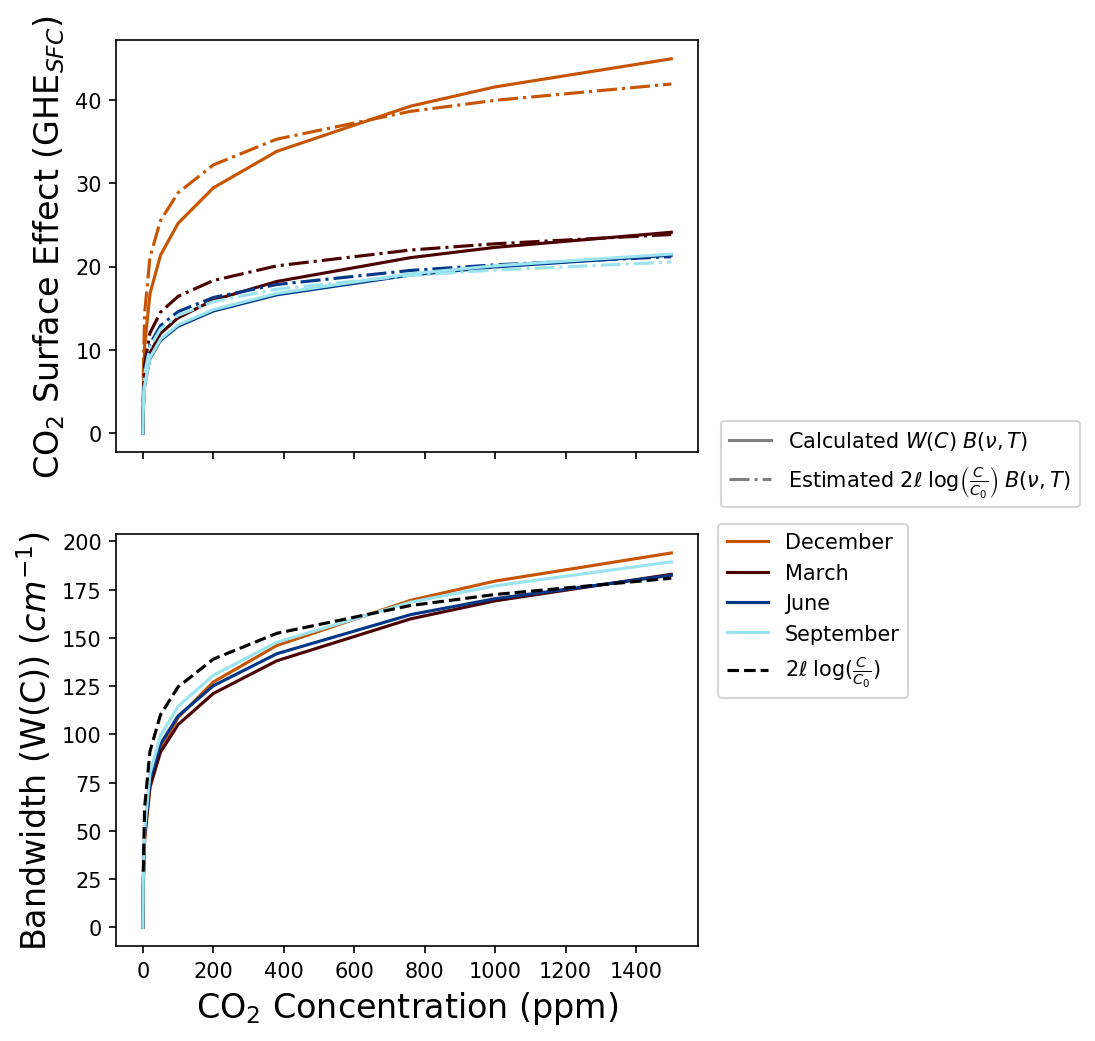 CO₂ Surface Effect (GHE_SFC)
40
30
20
10
0
Calculated W(C) B(ν, T)
Estimated 2ℓ log(C/C₀) B(ν, T)
Bandwidth (W(C)) (cm⁻¹)
200
175
150
125
100
75
50
25
0
December
March
June
September
2ℓ log(C/C₀)
0 200 400 600 800 1000 1200 1400
CO₂ Concentration (ppm)